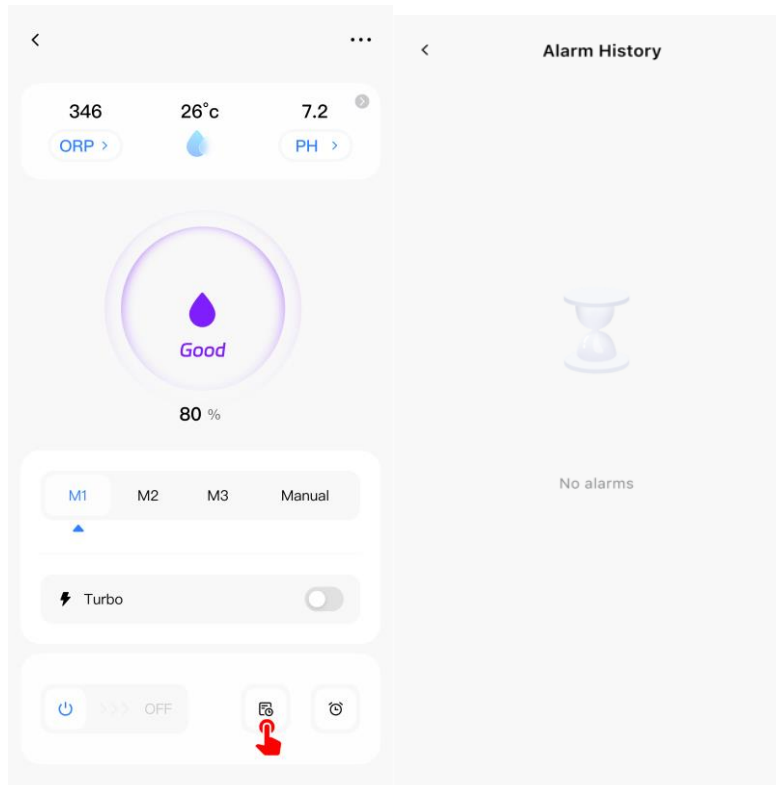 346 26°c 7.2
ORP > PH >
Good
80 %
M1 M2 M3 Manual
Turbo
OFF
Alarm History
No alarms